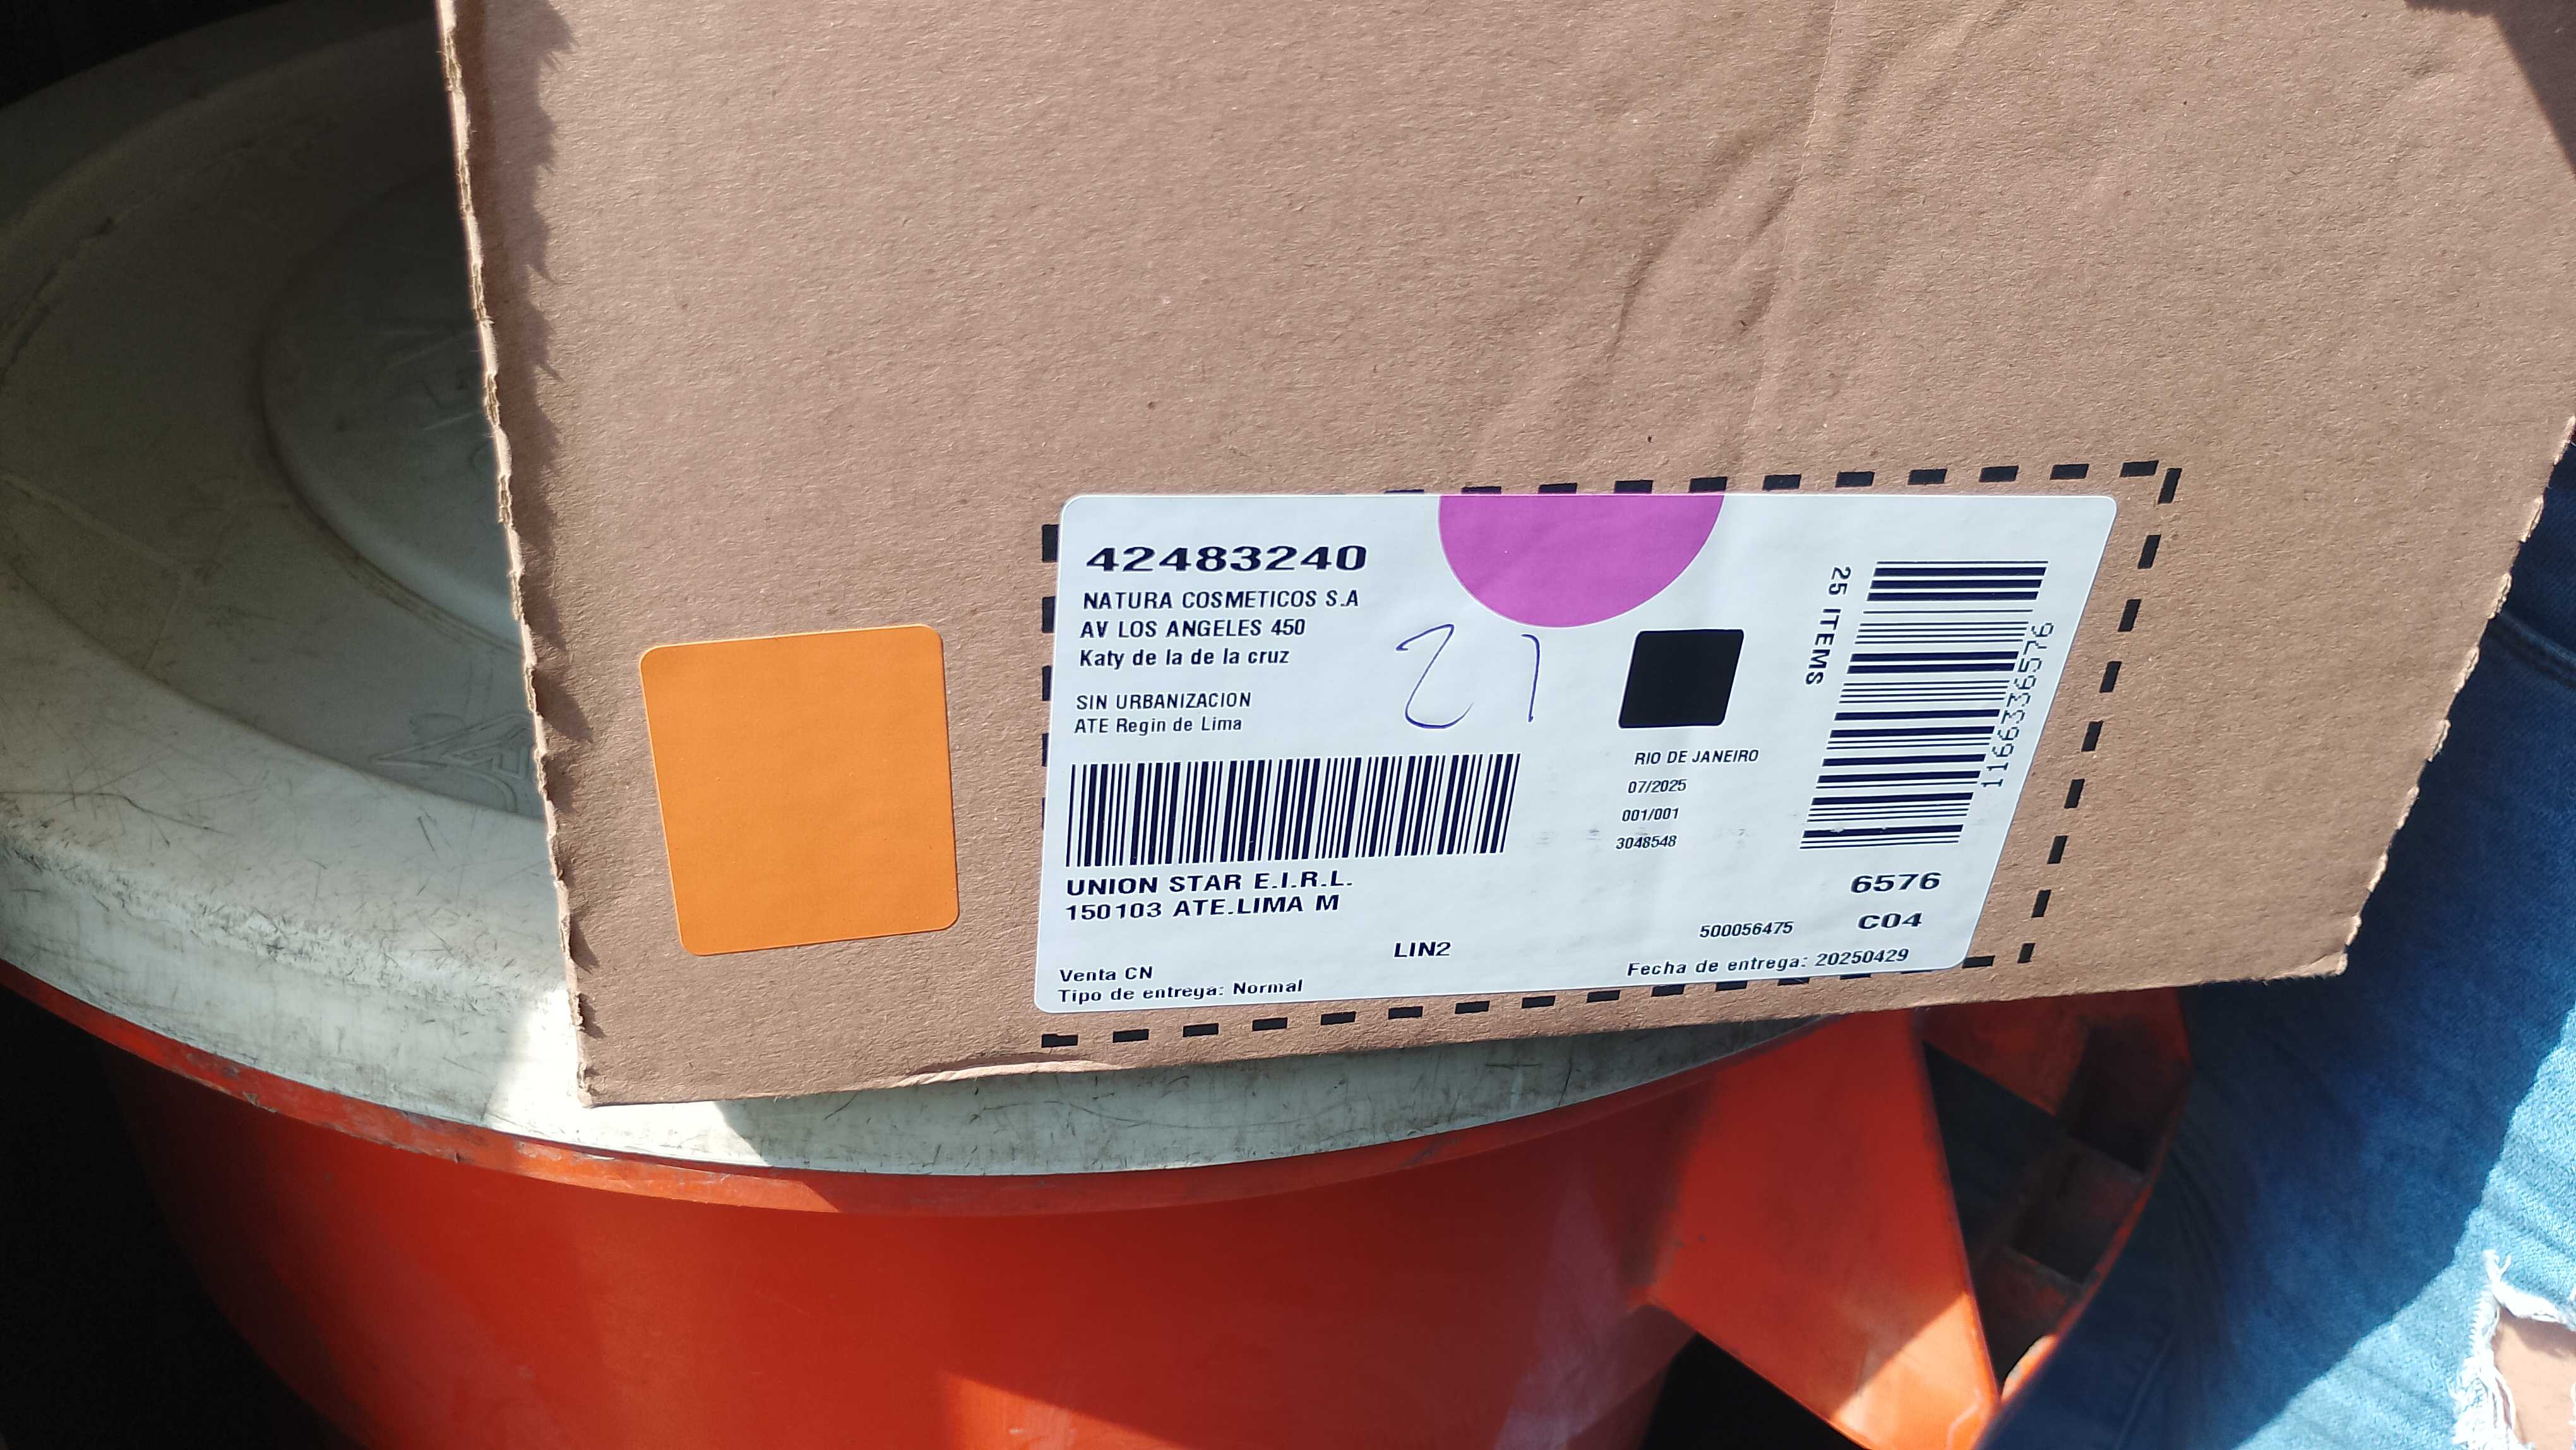 42483240
NATURA COSMETICOS S.A
AV LOS ANGELES 450
Katy de la de la cruz
SIN URBANIZACION
ATE Regin de Lima
21
UNION STAR E.I.R.L.
150103 ATE.LIMA M
LIN2
Venta CN
Tipo de entrega: Normal
RIO DE JANEIRO
07/2025
001/001
3048548
25 ITEMS
6576
C04
500056475
Fecha de entrega: 20250429